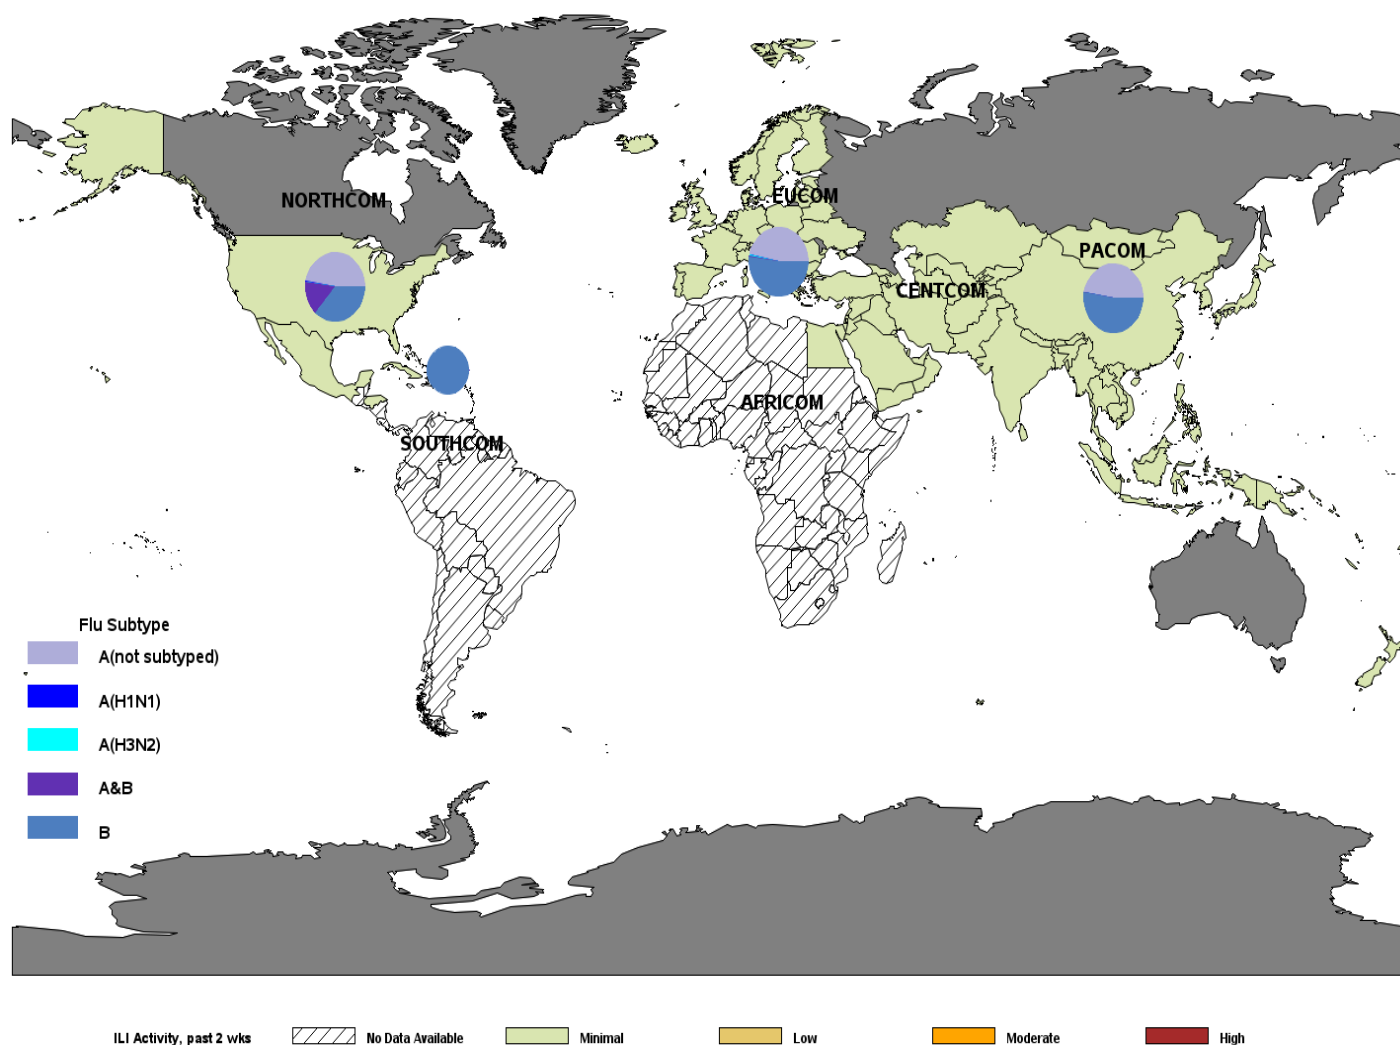 NORTHCOM
EUCOM
PACOM
CENTCOM
AFRICOM
SOUTHCOM
Flu Subtype
A(not subtyped)
A(H1N1)
A(H3N2)
A&B
B
ILI Activity, past 2 wks No Data Available Minimal Low Moderate High